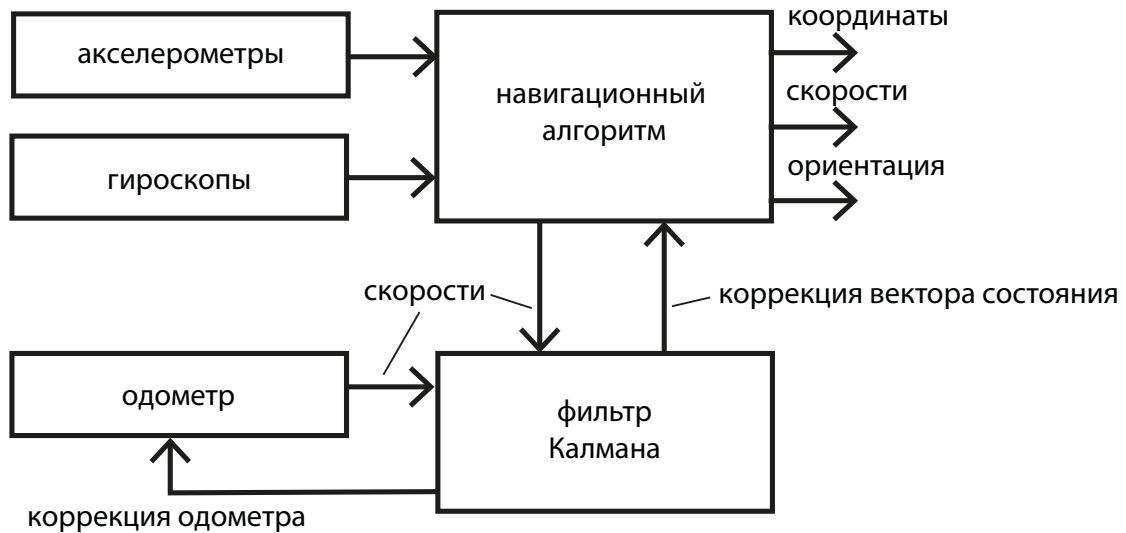 координаты
акселерометры
навигационный
алгоритм
скорости
гироскопы
ориентация
скорости
коррекция вектора состояния
одометр
фильтр
Калмана
коррекция одометра